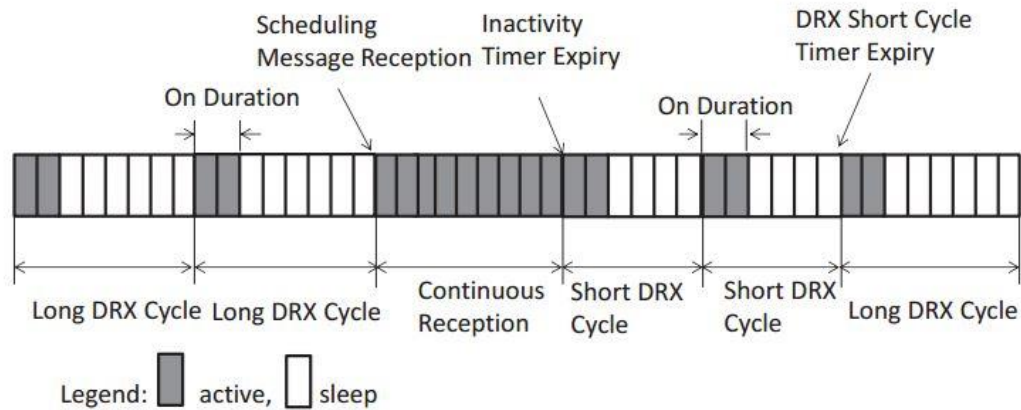 Scheduling
Message Reception
Inactivity
Timer Expiry
DRX Short Cycle
Timer Expiry
On Duration
On Duration
Long DRX Cycle
Long DRX Cycle
Continuous
Reception
Short DRX
Cycle
Short DRX
Cycle
Long DRX Cycle
Legend: active, sleep